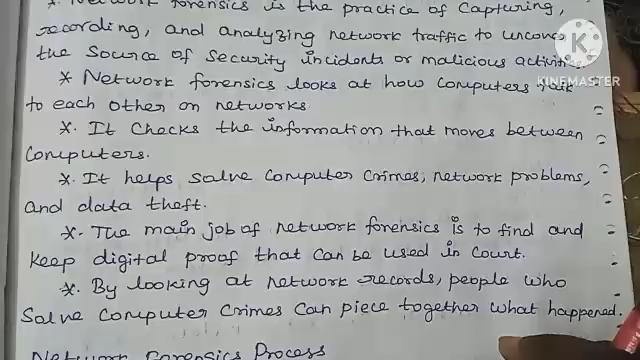 *. Network forensics is the practice of capturing,
recording, and analyzing network traffic to uncover
the source of security incidents or malicious activit
* Network forensics looks at how computers talk
to each other on networks.
*. It checks the information that moves between
computers.
*. It helps solve computer crimes, network problems,
and data theft.
*. The main job of network forensics is to find and
keep digital proof that can be used in court.
*. By looking at network records, people who
solve computer crimes can piece together what happened.
Network Forensics Process
K
KINEMASTER